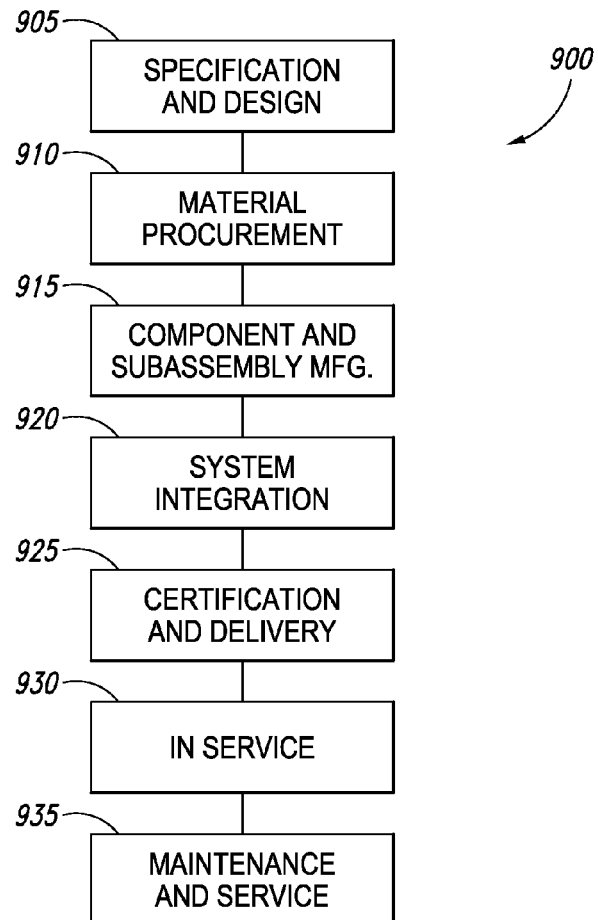 905
SPECIFICATION
AND DESIGN
900
910
MATERIAL
PROCUREMENT
915
COMPONENT AND
SUBASSEMBLY MFG.
920
SYSTEM
INTEGRATION
925
CERTIFICATION
AND DELIVERY
930
IN SERVICE
935
MAINTENANCE
AND SERVICE